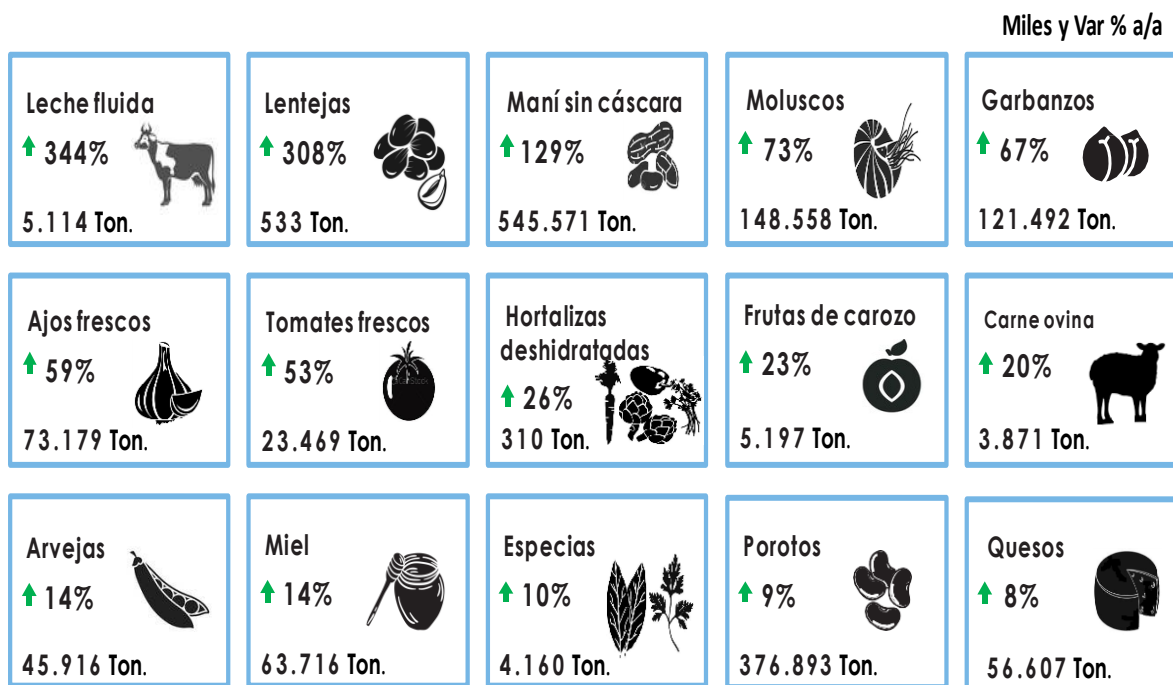 Miles y Var % a/a
Leche fluida
344%
5.114 Ton.
Lentejas
308%
533 Ton.
Maní sin cáscara
129%
545.571 Ton.
Moluscos
73%
148.558 Ton.
Garbanzos
67%
121.492 Ton.
Ajos frescos
59%
73.179 Ton.
Tomates frescos
53%
23.469 Ton.
Hortalizas
deshidratadas
26%
310 Ton.
Frutas de carozo
23%
5.197 Ton.
Carne ovina
20%
3.871 Ton.
Arvejas
14%
45.916 Ton.
Miel
14%
63.716 Ton.
Especias
10%
4.160 Ton.
Porotos
9%
376.893 Ton.
Quesos
8%
56.607 Ton.